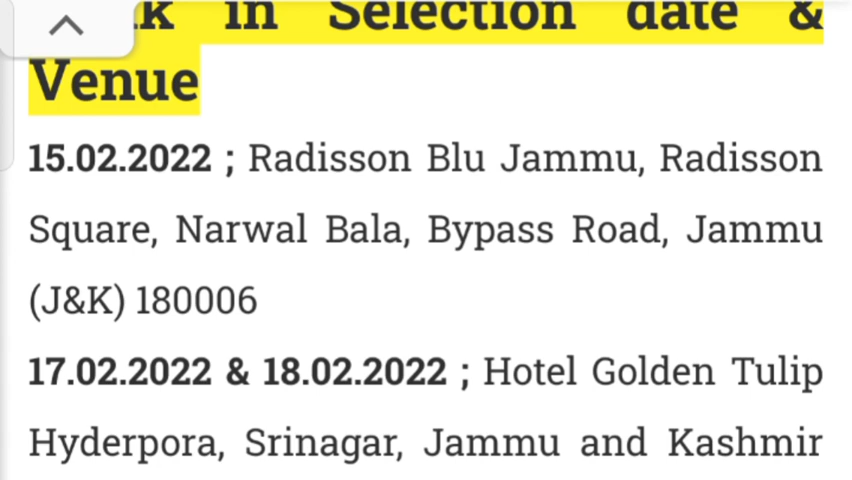 in Selection date &
Venue
15.02.2022 ; Radisson Blu Jammu, Radisson
Square, Narwal Bala, Bypass Road, Jammu
(J&K) 180006
17.02.2022 & 18.02.2022 ; Hotel Golden Tulip
Hyderpora, Srinagar, Jammu and Kashmir